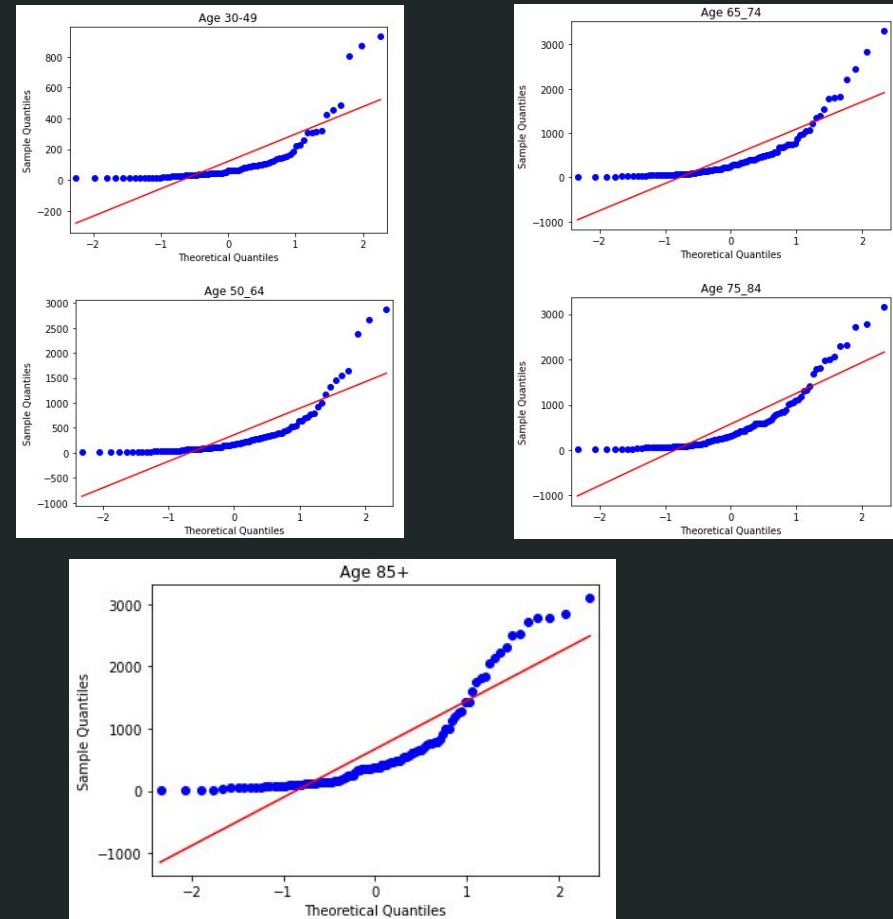 Age 30-49
800
600
400
200
0
−200
Sample Quantiles
−2 −1 0 1 2
Theoretical Quantiles
Age 65_74
3000
2000
1000
0
−1000
Sample Quantiles
−2 −1 0 1 2
Theoretical Quantiles
Age 50_64
3000
2500
2000
1500
1000
500
0
−500
−1000
Sample Quantiles
−2 −1 0 1 2
Theoretical Quantiles
Age 75_84
3000
2000
1000
0
−1000
Sample Quantiles
−2 −1 0 1 2
Theoretical Quantiles
Age 85+
3000
2000
1000
0
−1000
Sample Quantiles
−2 −1 0 1 2
Theoretical Quantiles